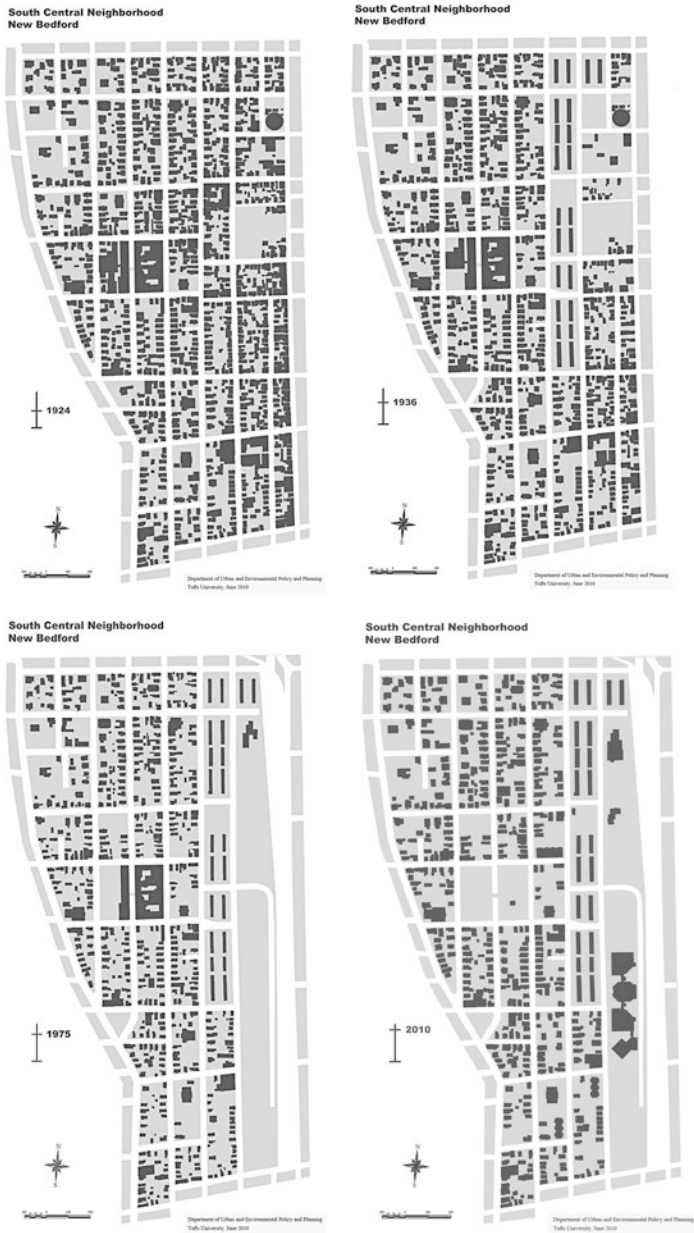 South Central Neighborhood
New Bedford
1924
N
S
Department of Urban and Environmental Policy and Planning
Tufts University, June 2010
South Central Neighborhood
New Bedford
1936
N
S
Department of Urban and Environmental Policy and Planning
Tufts University, June 2010
South Central Neighborhood
New Bedford
1975
N
S
Department of Urban and Environmental Policy and Planning
Tufts University, June 2010
South Central Neighborhood
New Bedford
2010
N
S
Department of Urban and Environmental Policy and Planning
Tufts University, June 2010